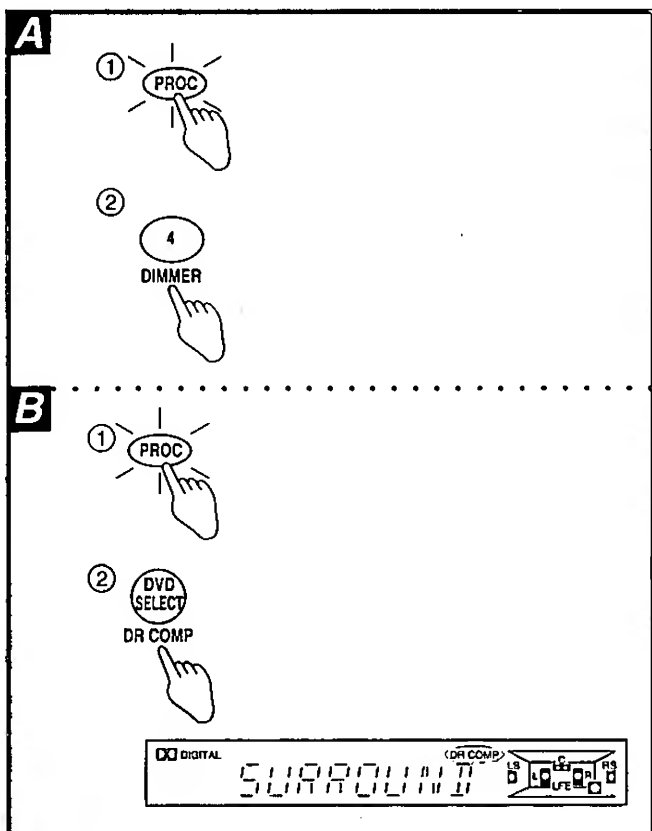 A
① PROC
② 4
DIMMER
B
① PROC
② DVD
SELECT
DR COMP
DIGITAL
DR COMP
SURROUND
LS
C
RS
L
R
LFE